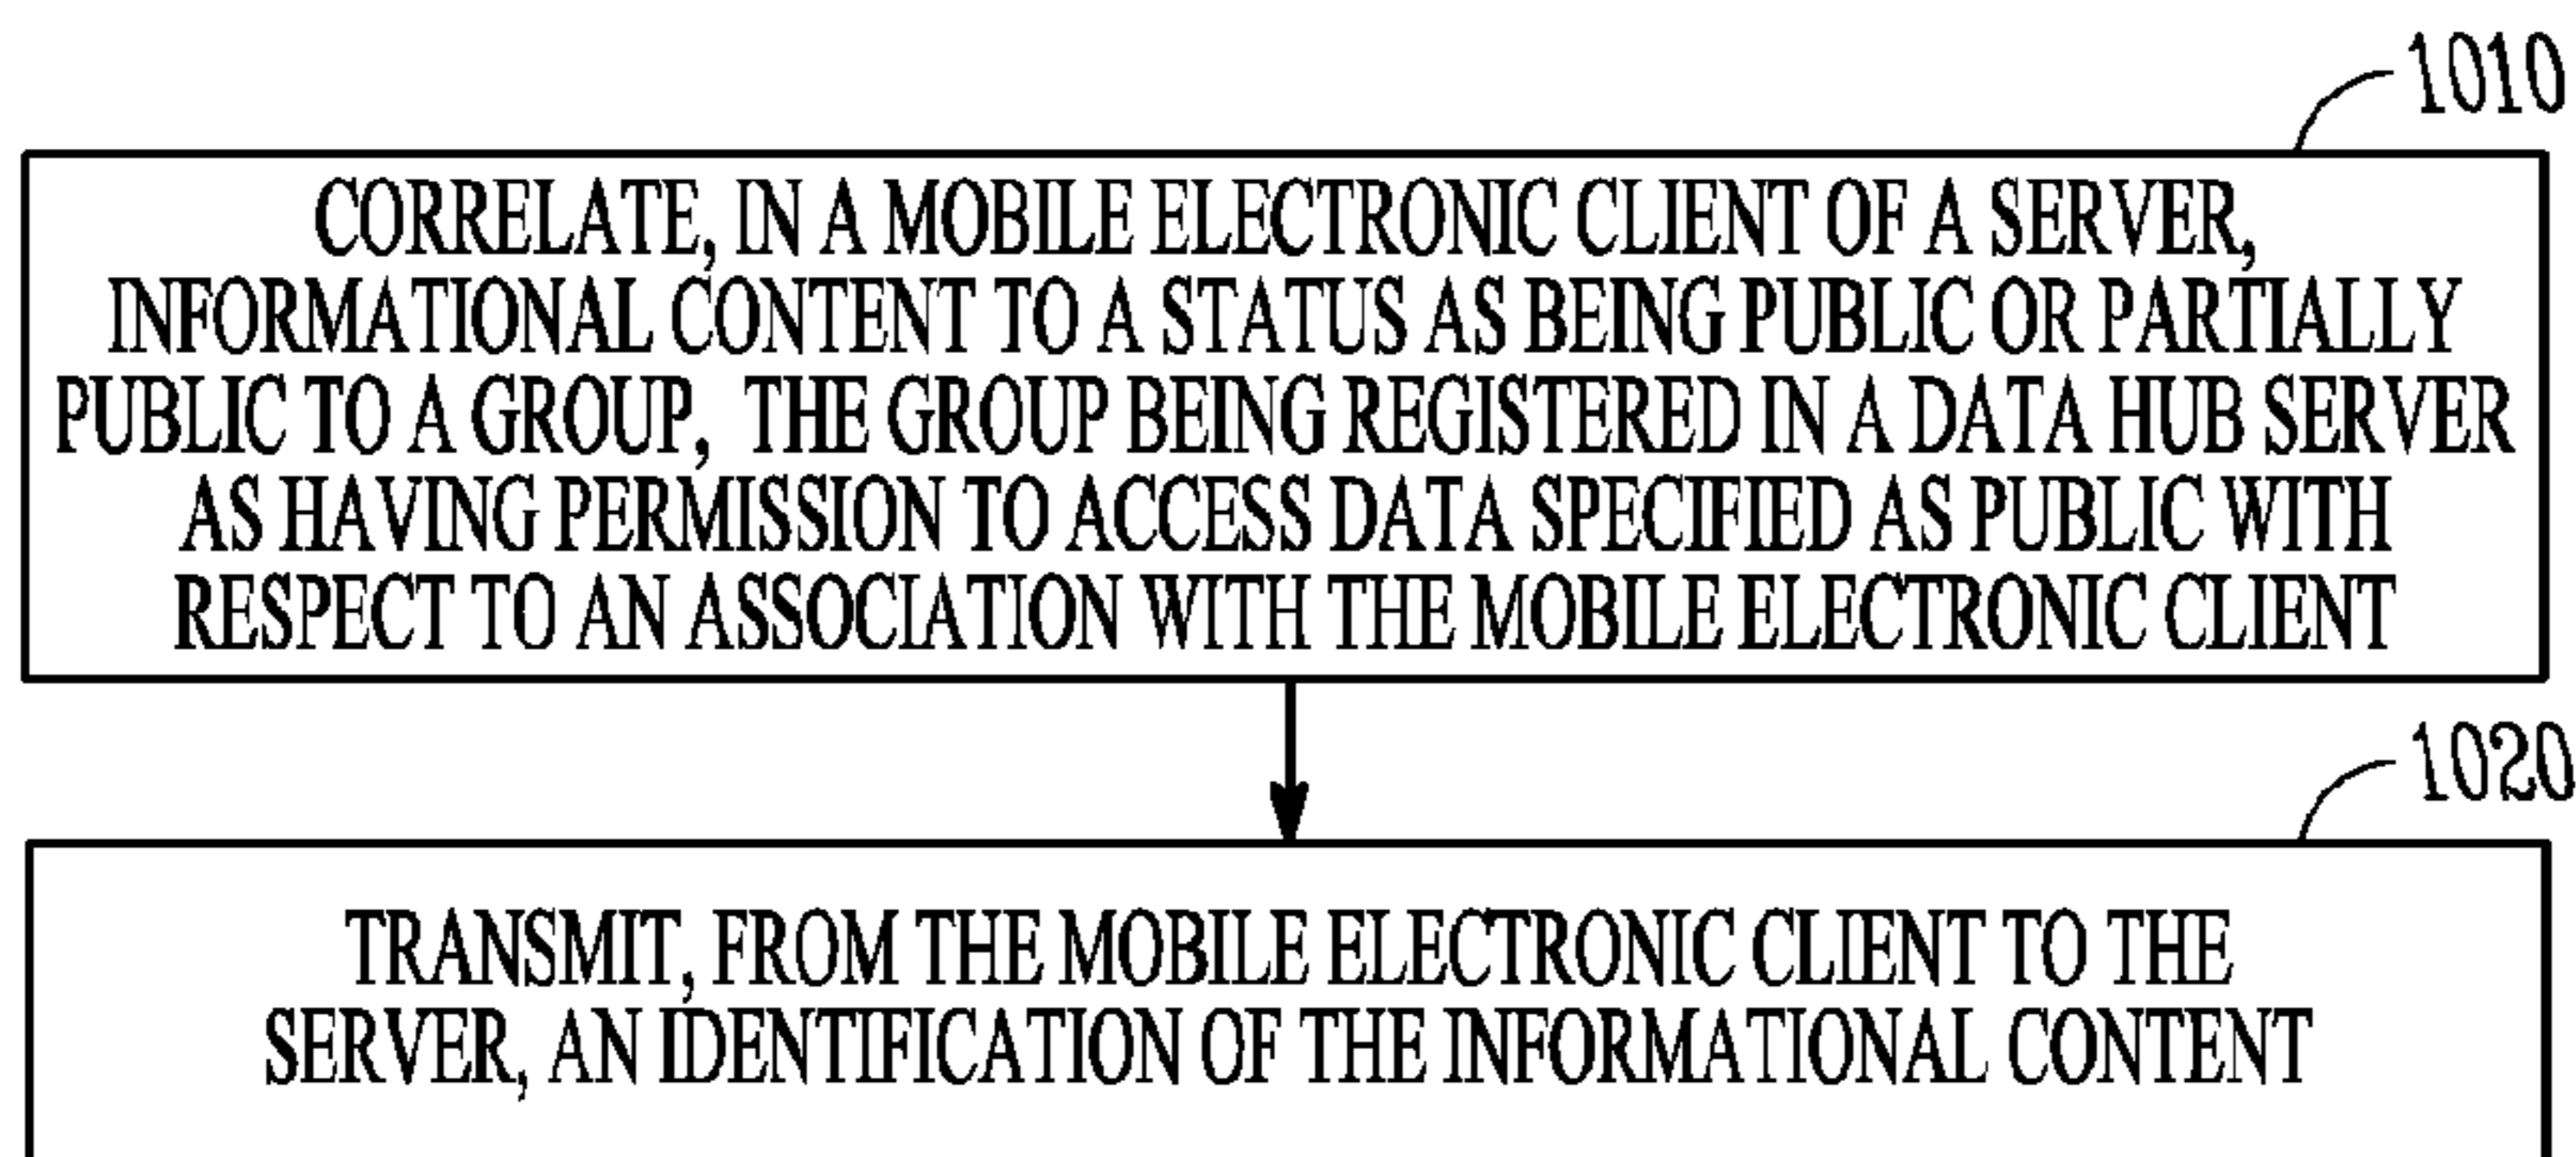 1010
CORRELATE, IN A MOBILE ELECTRONIC CLIENT OF A SERVER,
INFORMATIONAL CONTENT TO A STATUS AS BEING PUBLIC OR PARTIALLY
PUBLIC TO A GROUP, THE GROUP BEING REGISTERED IN A DATA HUB SERVER
AS HAVING PERMISSION TO ACCESS DATA SPECIFIED AS PUBLIC WITH
RESPECT TO AN ASSOCIATION WITH THE MOBILE ELECTRONIC CLIENT
1020
TRANSMIT, FROM THE MOBILE ELECTRONIC CLIENT TO THE
SERVER, AN IDENTIFICATION OF THE INFORMATIONAL CONTENT